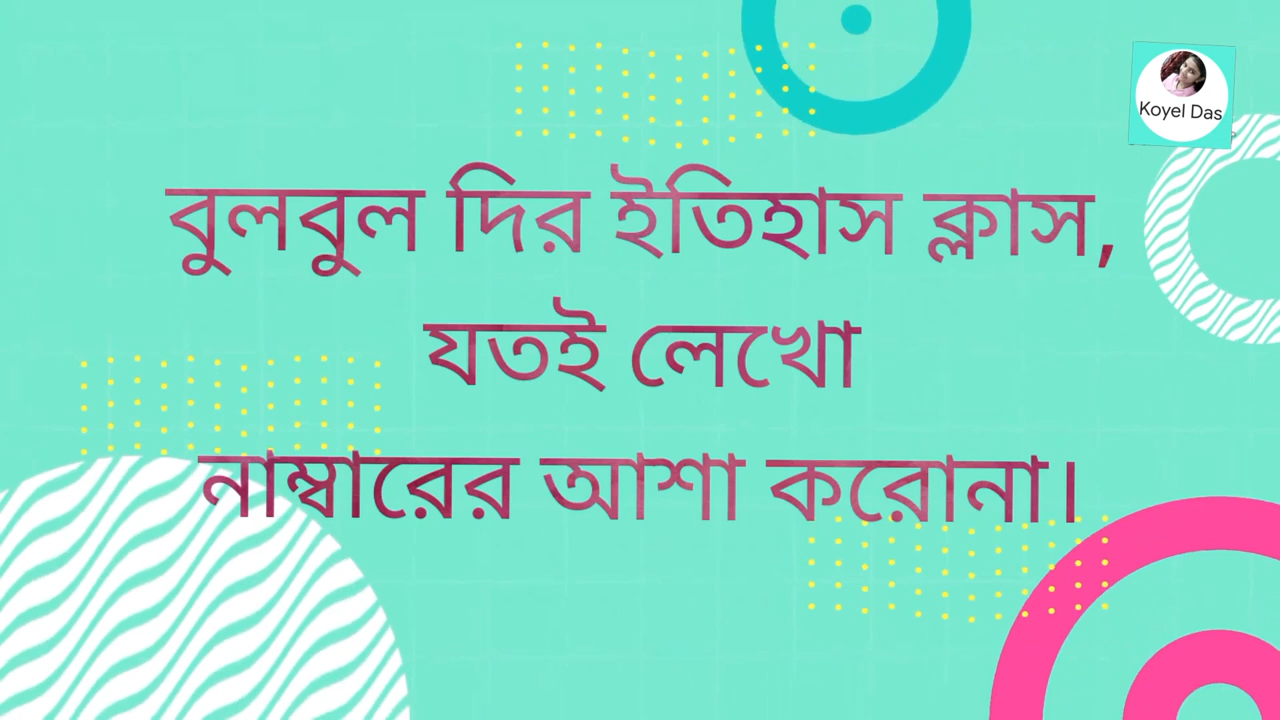 Koyel Das
বুলবুল দির ইতিহাস ক্লাস,
যতই লেখো
নাম্বারের আশা করোনা।